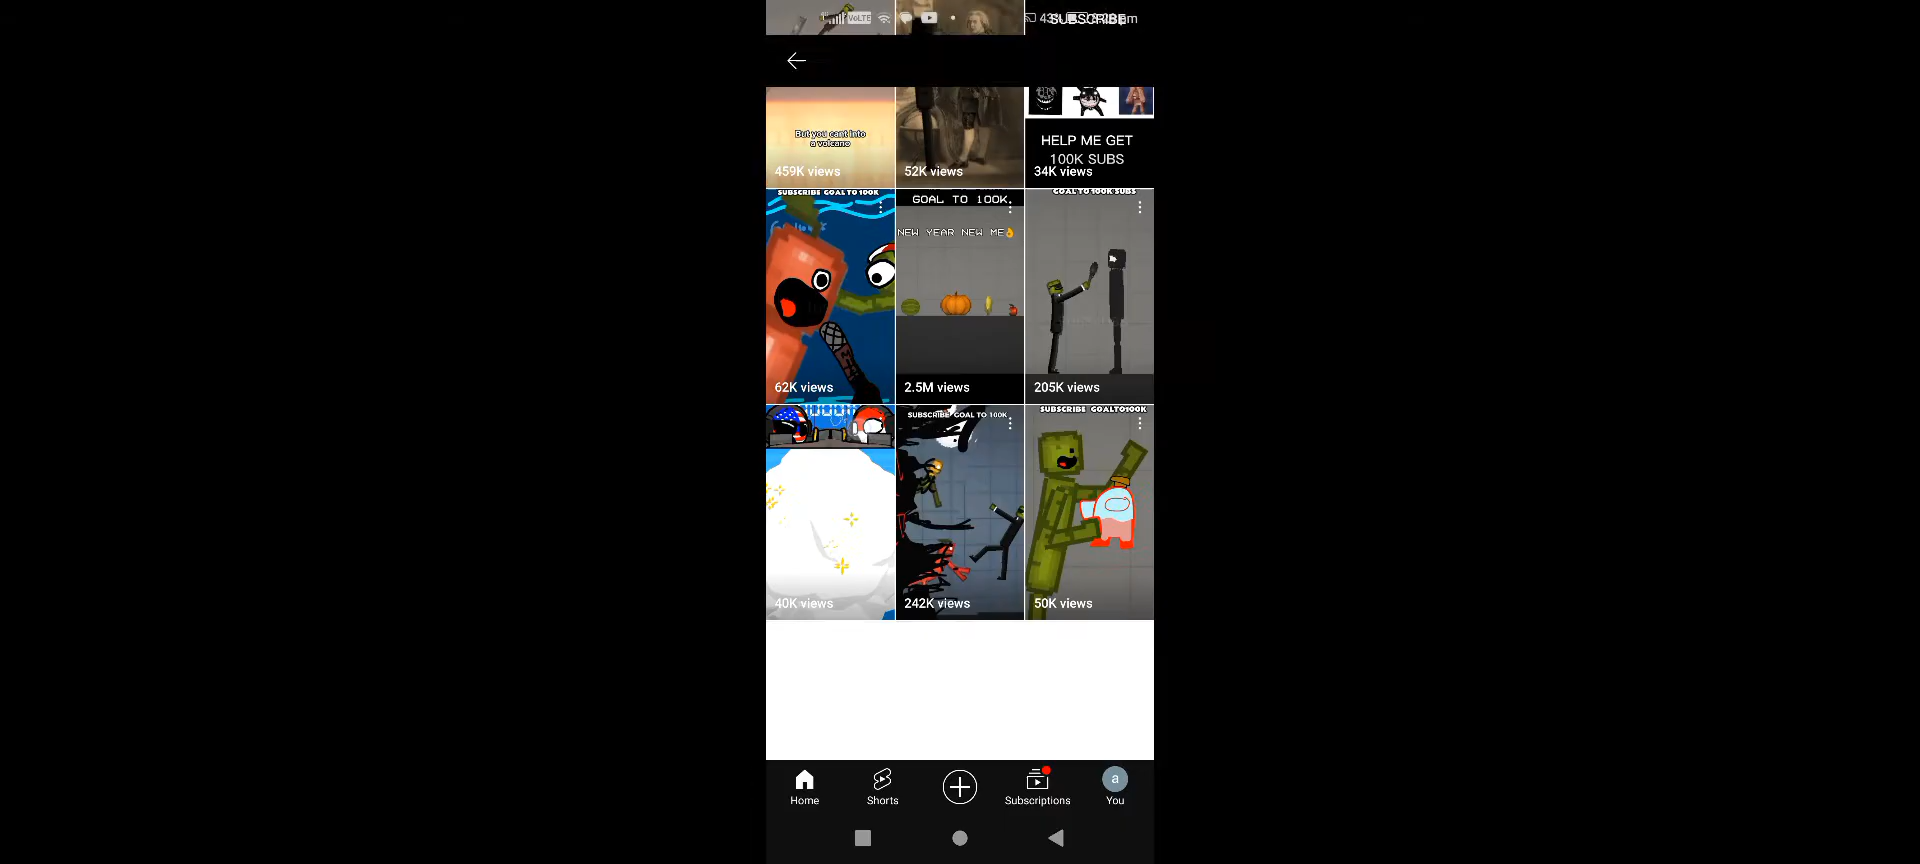 VoLTE
SUBSCRIBE
But you cant into
a volcano
459K views
52K views
HELP ME GET
100K SUBS
34K views
SUBSCRIBE GOAL TO 100K
62K views
GOAL TO 100K
NEW YEAR NEW ME👌
2.5M views
GOAL TO 100K SUBS
205K views
40K views
SUBSCRIBE GOAL TO 100K
242K views
SUBSCRIBE GOALTO100K
50K views
Home
Shorts
Subscriptions
a
You